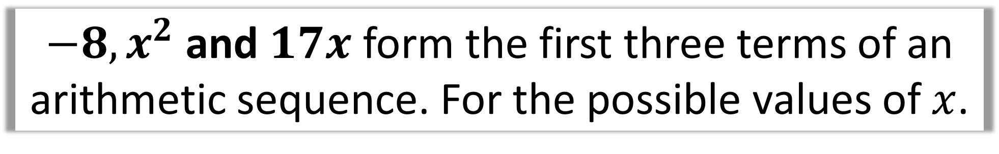 −8, x² and 17x form the first three terms of an
arithmetic sequence. For the possible values of x.